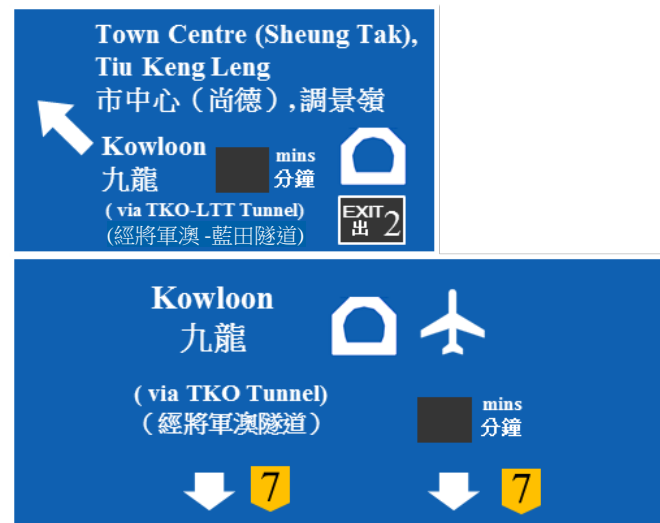 Town Centre (Sheung Tak),
Tiu Keng Leng
市中心（尚德）,調景嶺
Kowloon
九龍
mins
分鐘
( via TKO-LTT Tunnel)
(經將軍澳 -藍田隧道)
EXIT 2
出
Kowloon
九龍
( via TKO Tunnel)
（經將軍澳隧道）
mins
分鐘
7
7